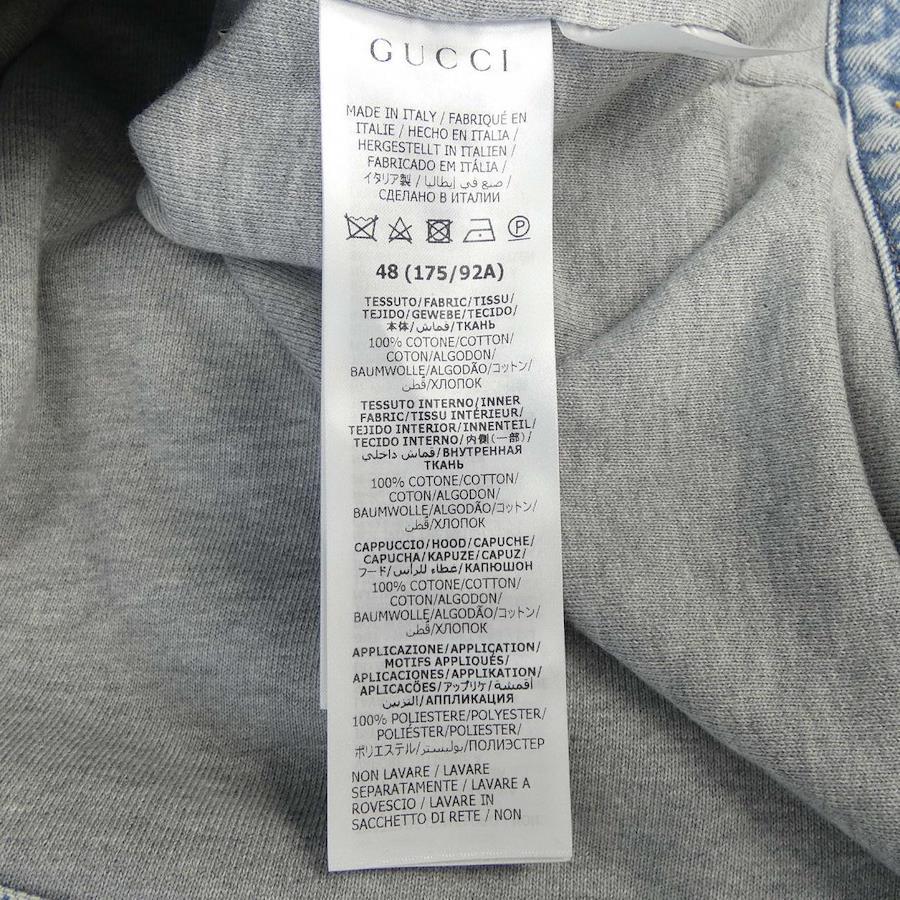 GUCCI
MADE IN ITALY / FABRIQUÉ EN
ITALIE / HECHO EN ITALIA /
HERGESTELLT IN ITALIEN /
FABRICADO EM ITÁLIA /
イタリア製 / صنع في إيطاليا /
СДЕЛАНО В ИТАЛИИ
P
48 (175/92A)
TESSUTO/FABRIC/TISSU/
TEJIDO/GEWEBE/TECIDO/
本体/قماش/ТКАНЬ
100% COTONE/COTTON/
COTON/ALGODON/
BAUMWOLLE/ALGODÃO/コットン/
قطن/ХЛОПОК
TESSUTO INTERNO/INNER
FABRIC/TISSU INTÉRIEUR/
TEJIDO INTERIOR/INNENTEIL/
TECIDO INTERNO/内側(一部)/
قماش داخلي/ВНУТРЕННАЯ
ТКАНЬ
100% COTONE/COTTON/
COTON/ALGODON/
BAUMWOLLE/ALGODÃO/コットン/
قطن/ХЛОПОК
CAPPUCCIO/HOOD/CAPUCHE/
CAPUCHA/KAPUZE/CAPUZ/
フード/غطاء للرأس/КАПЮШОН
100% COTONE/COTTON/
COTON/ALGODON/
BAUMWOLLE/ALGODÃO/コットン/
قطن/ХЛОПОК
APPLICAZIONE/APPLICATION/
MOTIFS APPLIQUÉS/
APLICACIONES/APPLIKATION/
APLICAÇÕES/アップリケ/أقمشة
التزيين/АППЛИКАЦИЯ
100% POLIESTERE/POLYESTER/
POLIÉSTER/POLIESTER/
ポリエステル/بوليستر/ПОЛИЭСТЕР
NON LAVARE / LAVARE
SEPARATAMENTE / LAVARE A
ROVESCIO / LAVARE IN
SACCHETTO DI RETE / NON